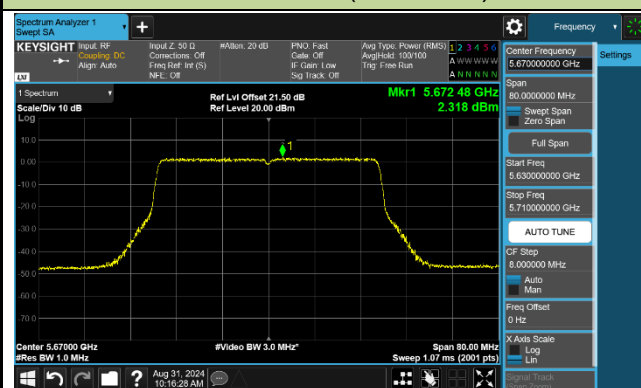 Spectrum Analyzer 1
Swept SA
Frequency
KEYSIGHT
Input: RF
Coupling: DC
Align: Auto
Input Z: 50 Ω
Corrections: Off
Freq Ref: Int (S)
NFE: Off
#Atten: 20 dB
PNO: Fast
Gate: Off
IF Gain: Low
Sig Track: Off
Avg Type: Power (RMS)
Avg|Hold: 100/100
Trig: Free Run
1 2 3 4 5 6
A W W W W W
A N N N N N
LXI
1 Spectrum
Scale/Div 10 dB
Log
Ref Lvl Offset 21.50 dB
Ref Level 20.00 dBm
Mkr1 5.672 48 GHz
2.318 dBm
10.0
0.00
-10.0
-20.0
-30.0
-40.0
-50.0
-60.0
-70.0
1
Center 5.67000 GHz
#Res BW 1.0 MHz
#Video BW 3.0 MHz*
Span 80.00 MHz
Sweep 1.07 ms (2001 pts)
Center Frequency
5.670000000 GHz
Settings
Span
80.0000000 MHz
Swept Span
Zero Span
Full Span
Start Freq
5.630000000 GHz
Stop Freq
5.710000000 GHz
AUTO TUNE
CF Step
8.000000 MHz
Auto
Man
Freq Offset
0 Hz
X Axis Scale
Log
Lin
Signal Track
(Span Zoom)
Aug 31, 2024
10:16:28 AM